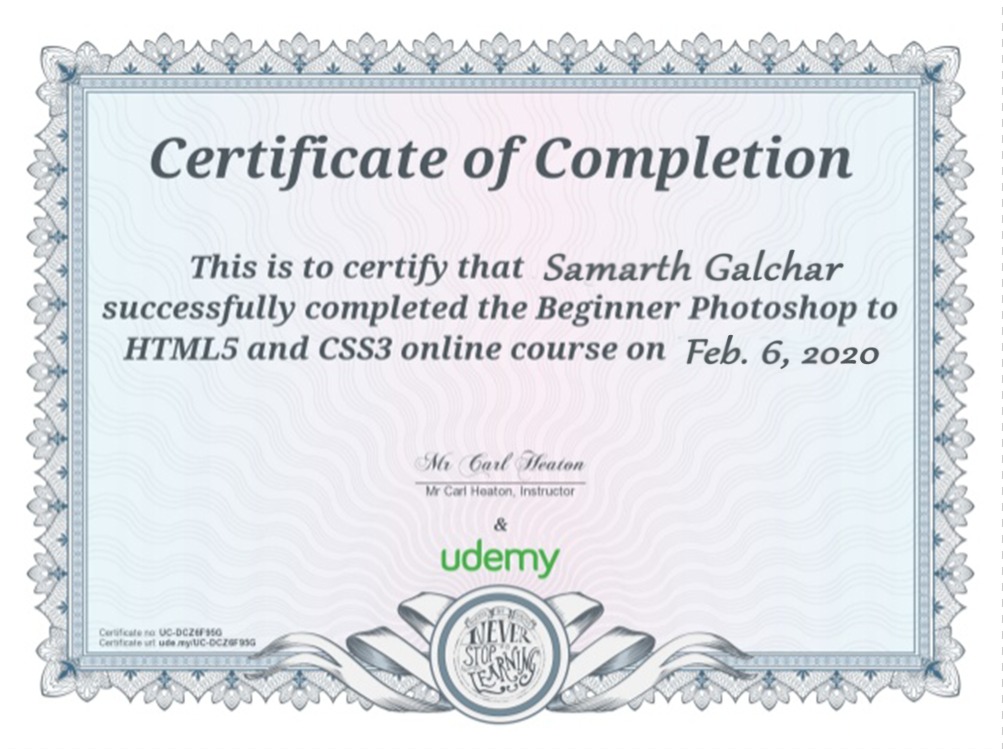 Certificate of Completion
This is to certify that Samarth Galchar
successfully completed the Beginner Photoshop to
HTML5 and CSS3 online course on Feb. 6, 2020
Mr Carl Heaton
Mr Carl Heaton, Instructor
&
udemy
NEVER
STOP
LEARNING
Certificate no: UC-DCZ6F95G
Certificate url: ude.my/UC-DCZ6F95G